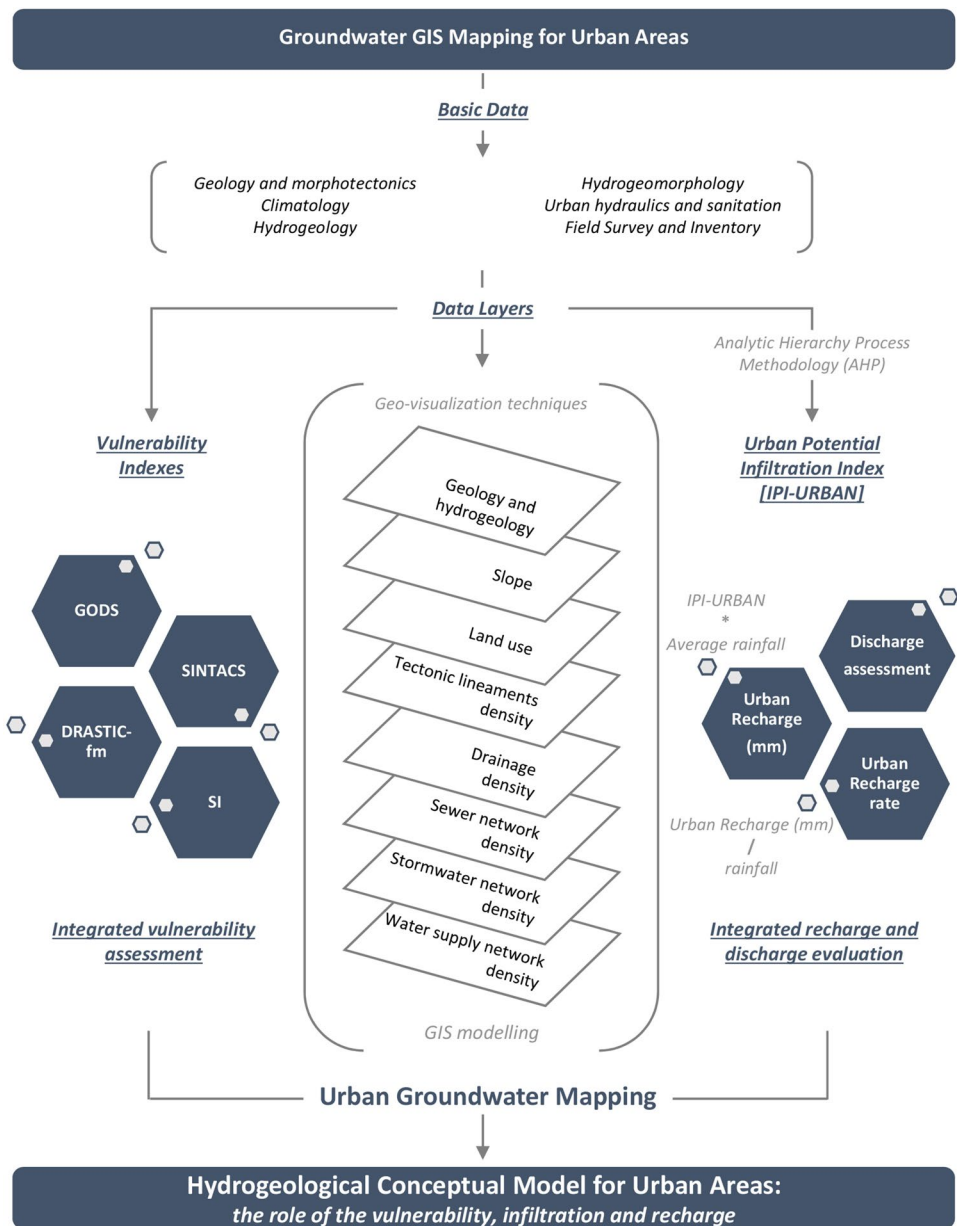 Groundwater GIS Mapping for Urban Areas
Basic Data
Geology and morphotectonics
Climatology
Hydrogeology
Hydrogeomorphology
Urban hydraulics and sanitation
Field Survey and Inventory
Data Layers
Vulnerability
Indexes
GODS
SINTACS
DRASTIC-
fm
SI
Integrated vulnerability
assessment
Geo-visualization techniques
Geology and
hydrogeology
Slope
Land use
Tectonic lineaments
density
Drainage
density
Sewer network
density
Stormwater network
density
Water supply network
density
GIS modelling
Analytic Hierarchy Process
Methodology (AHP)
Urban Potential
Infiltration Index
[IPI-URBAN]
IPI-URBAN
*
Average rainfall
Discharge
assessment
Urban
Recharge
(mm)
Urban
Recharge
rate
Urban Recharge (mm)
/
rainfall
Integrated recharge and
discharge evaluation
Urban Groundwater Mapping
Hydrogeological Conceptual Model for Urban Areas:
the role of the vulnerability, infiltration and recharge